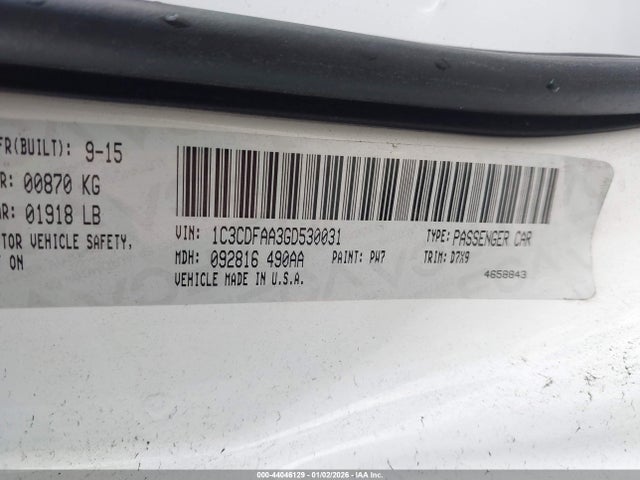 FR(BUILT): 9-15
R: 00870 KG
AR: 01918 LB
TOR VEHICLE SAFETY,
T ON
VIN: 1C3CDFAA3GD530031 TYPE: PASSENGER CAR
MDH: 092816 490AA PAINT: PW7 TRIM: D7X9
VEHICLE MADE IN U.S.A.
4658843
000-44046129 - 01/02/2026 - IAA Inc.